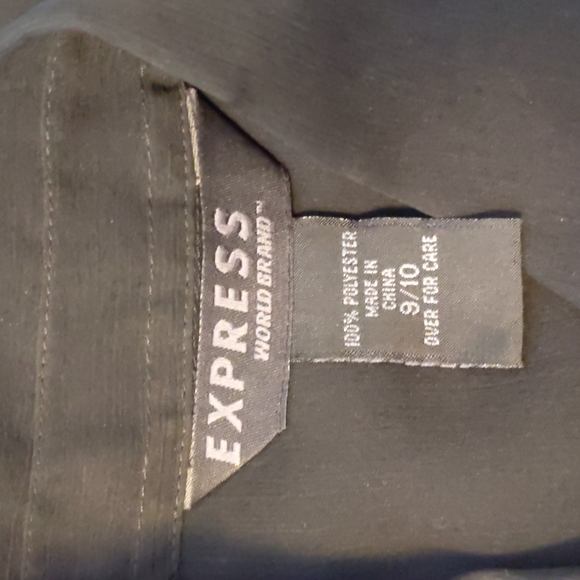 EXPRESS
WORLD BRAND™
100% POLYESTER
MADE IN
CHINA
9/10
OVER FOR CARE